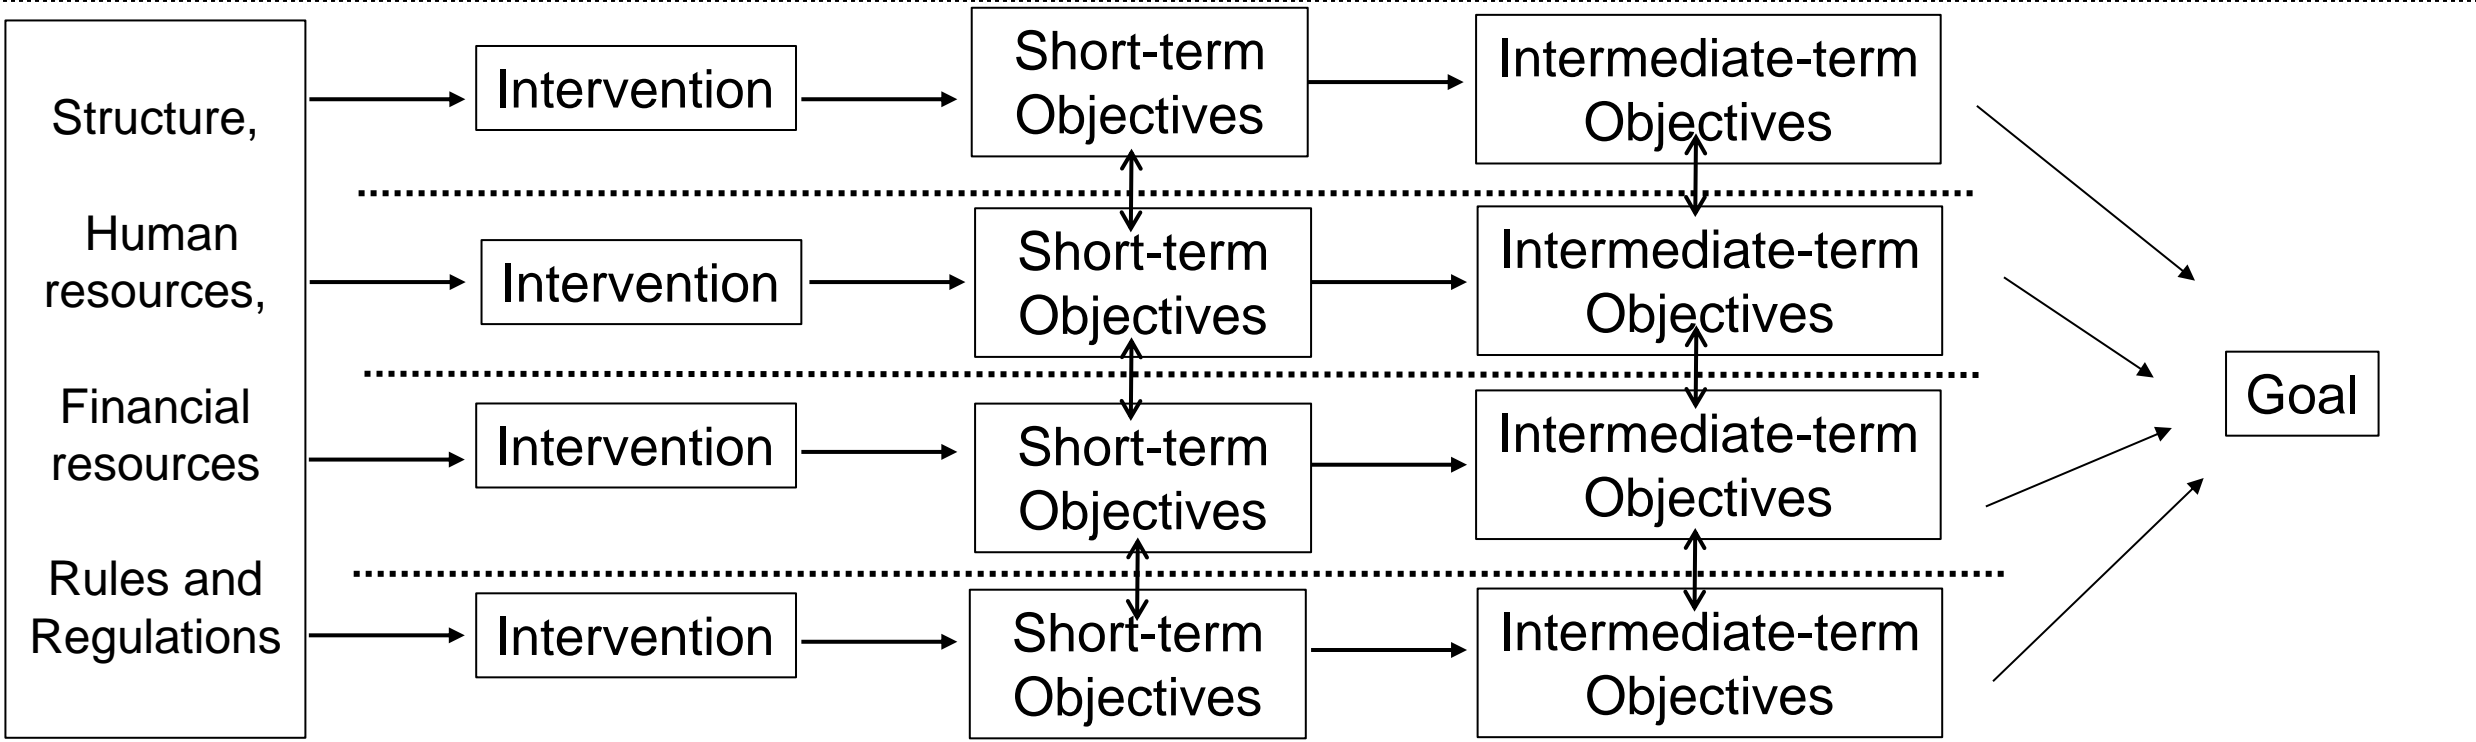 Structure,
Human
resources,
Financial
resources
Rules and
Regulations
Intervention
Short-term
Objectives
Intermediate-term
Objectives
Intervention
Short-term
Objectives
Intermediate-term
Objectives
Intervention
Short-term
Objectives
Intermediate-term
Objectives
Intervention
Short-term
Objectives
Intermediate-term
Objectives
Goal